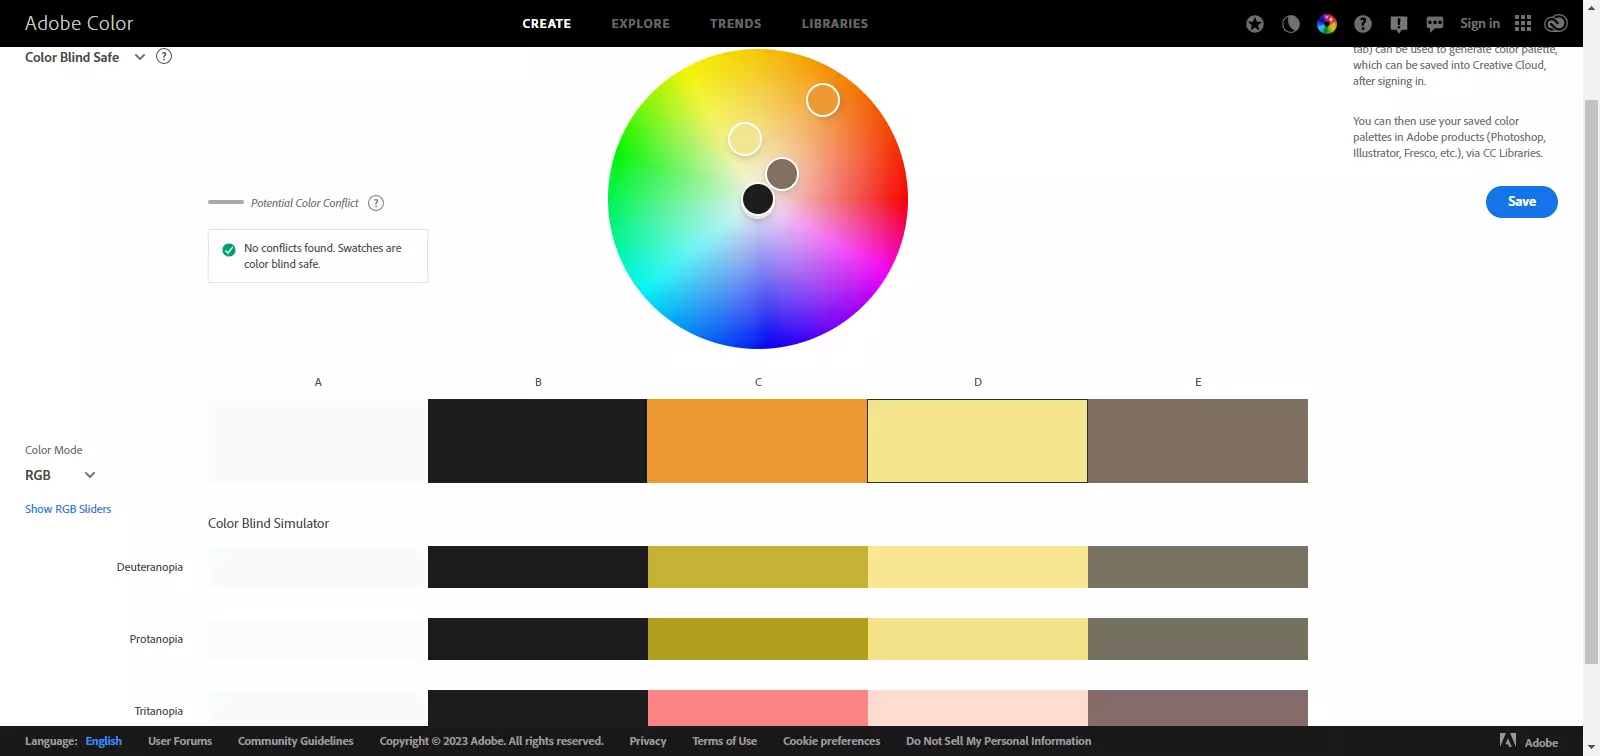 Adobe Color
CREATE EXPLORE TRENDS LIBRARIES
Sign in
Color Blind Safe
tab) can be used to generate color palette,
which can be saved into Creative Cloud,
after signing in.
You can then use your saved color
palettes in Adobe products (Photoshop,
Illustrator, Fresco, etc.), via CC Libraries.
Save
Potential Color Conflict
No conflicts found. Swatches are
color blind safe.
A B C D E
Color Mode
RGB
Show RGB Sliders
Color Blind Simulator
Deuteranopia
Protanopia
Tritanopia
Language: English User Forums Community Guidelines Copyright © 2023 Adobe. All rights reserved. Privacy Terms of Use Cookie preferences Do Not Sell My Personal Information Adobe